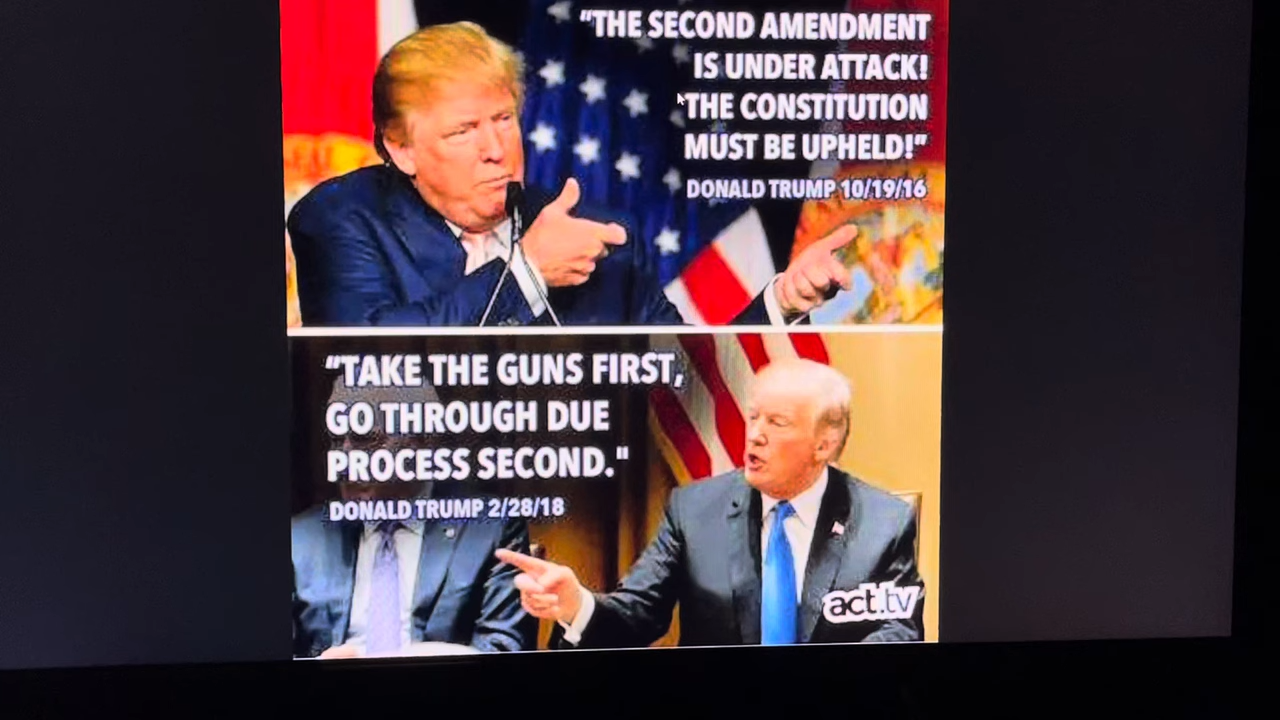 "THE SECOND AMENDMENT
IS UNDER ATTACK!
THE CONSTITUTION
MUST BE UPHELD!"
DONALD TRUMP 10/19/16
"TAKE THE GUNS FIRST,
GO THROUGH DUE
PROCESS SECOND."
DONALD TRUMP 2/28/18
act.tv